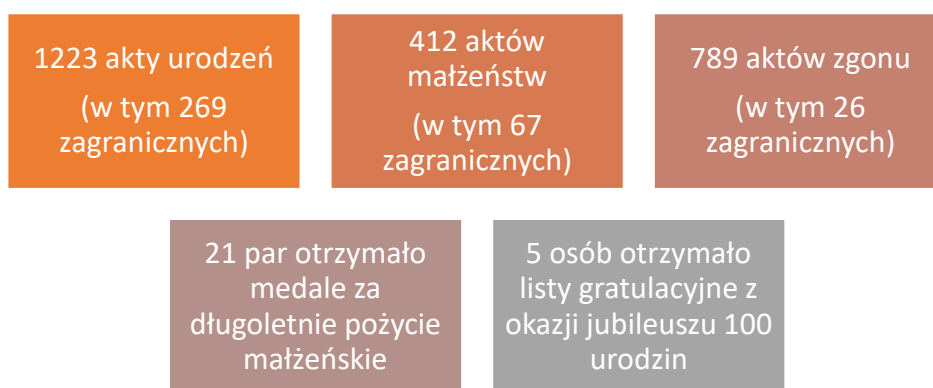 1223 akty urodzeń
(w tym 269
zagranicznych)
412 aktów
małżeństw
(w tym 67
zagranicznych)
789 aktów zgonu
(w tym 26
zagranicznych)
21 par otrzymało
medale za
długoletnie pożycie
małżeńskie
5 osób otrzymało
listy gratulacyjne z
okazji jubileuszu 100
urodzin